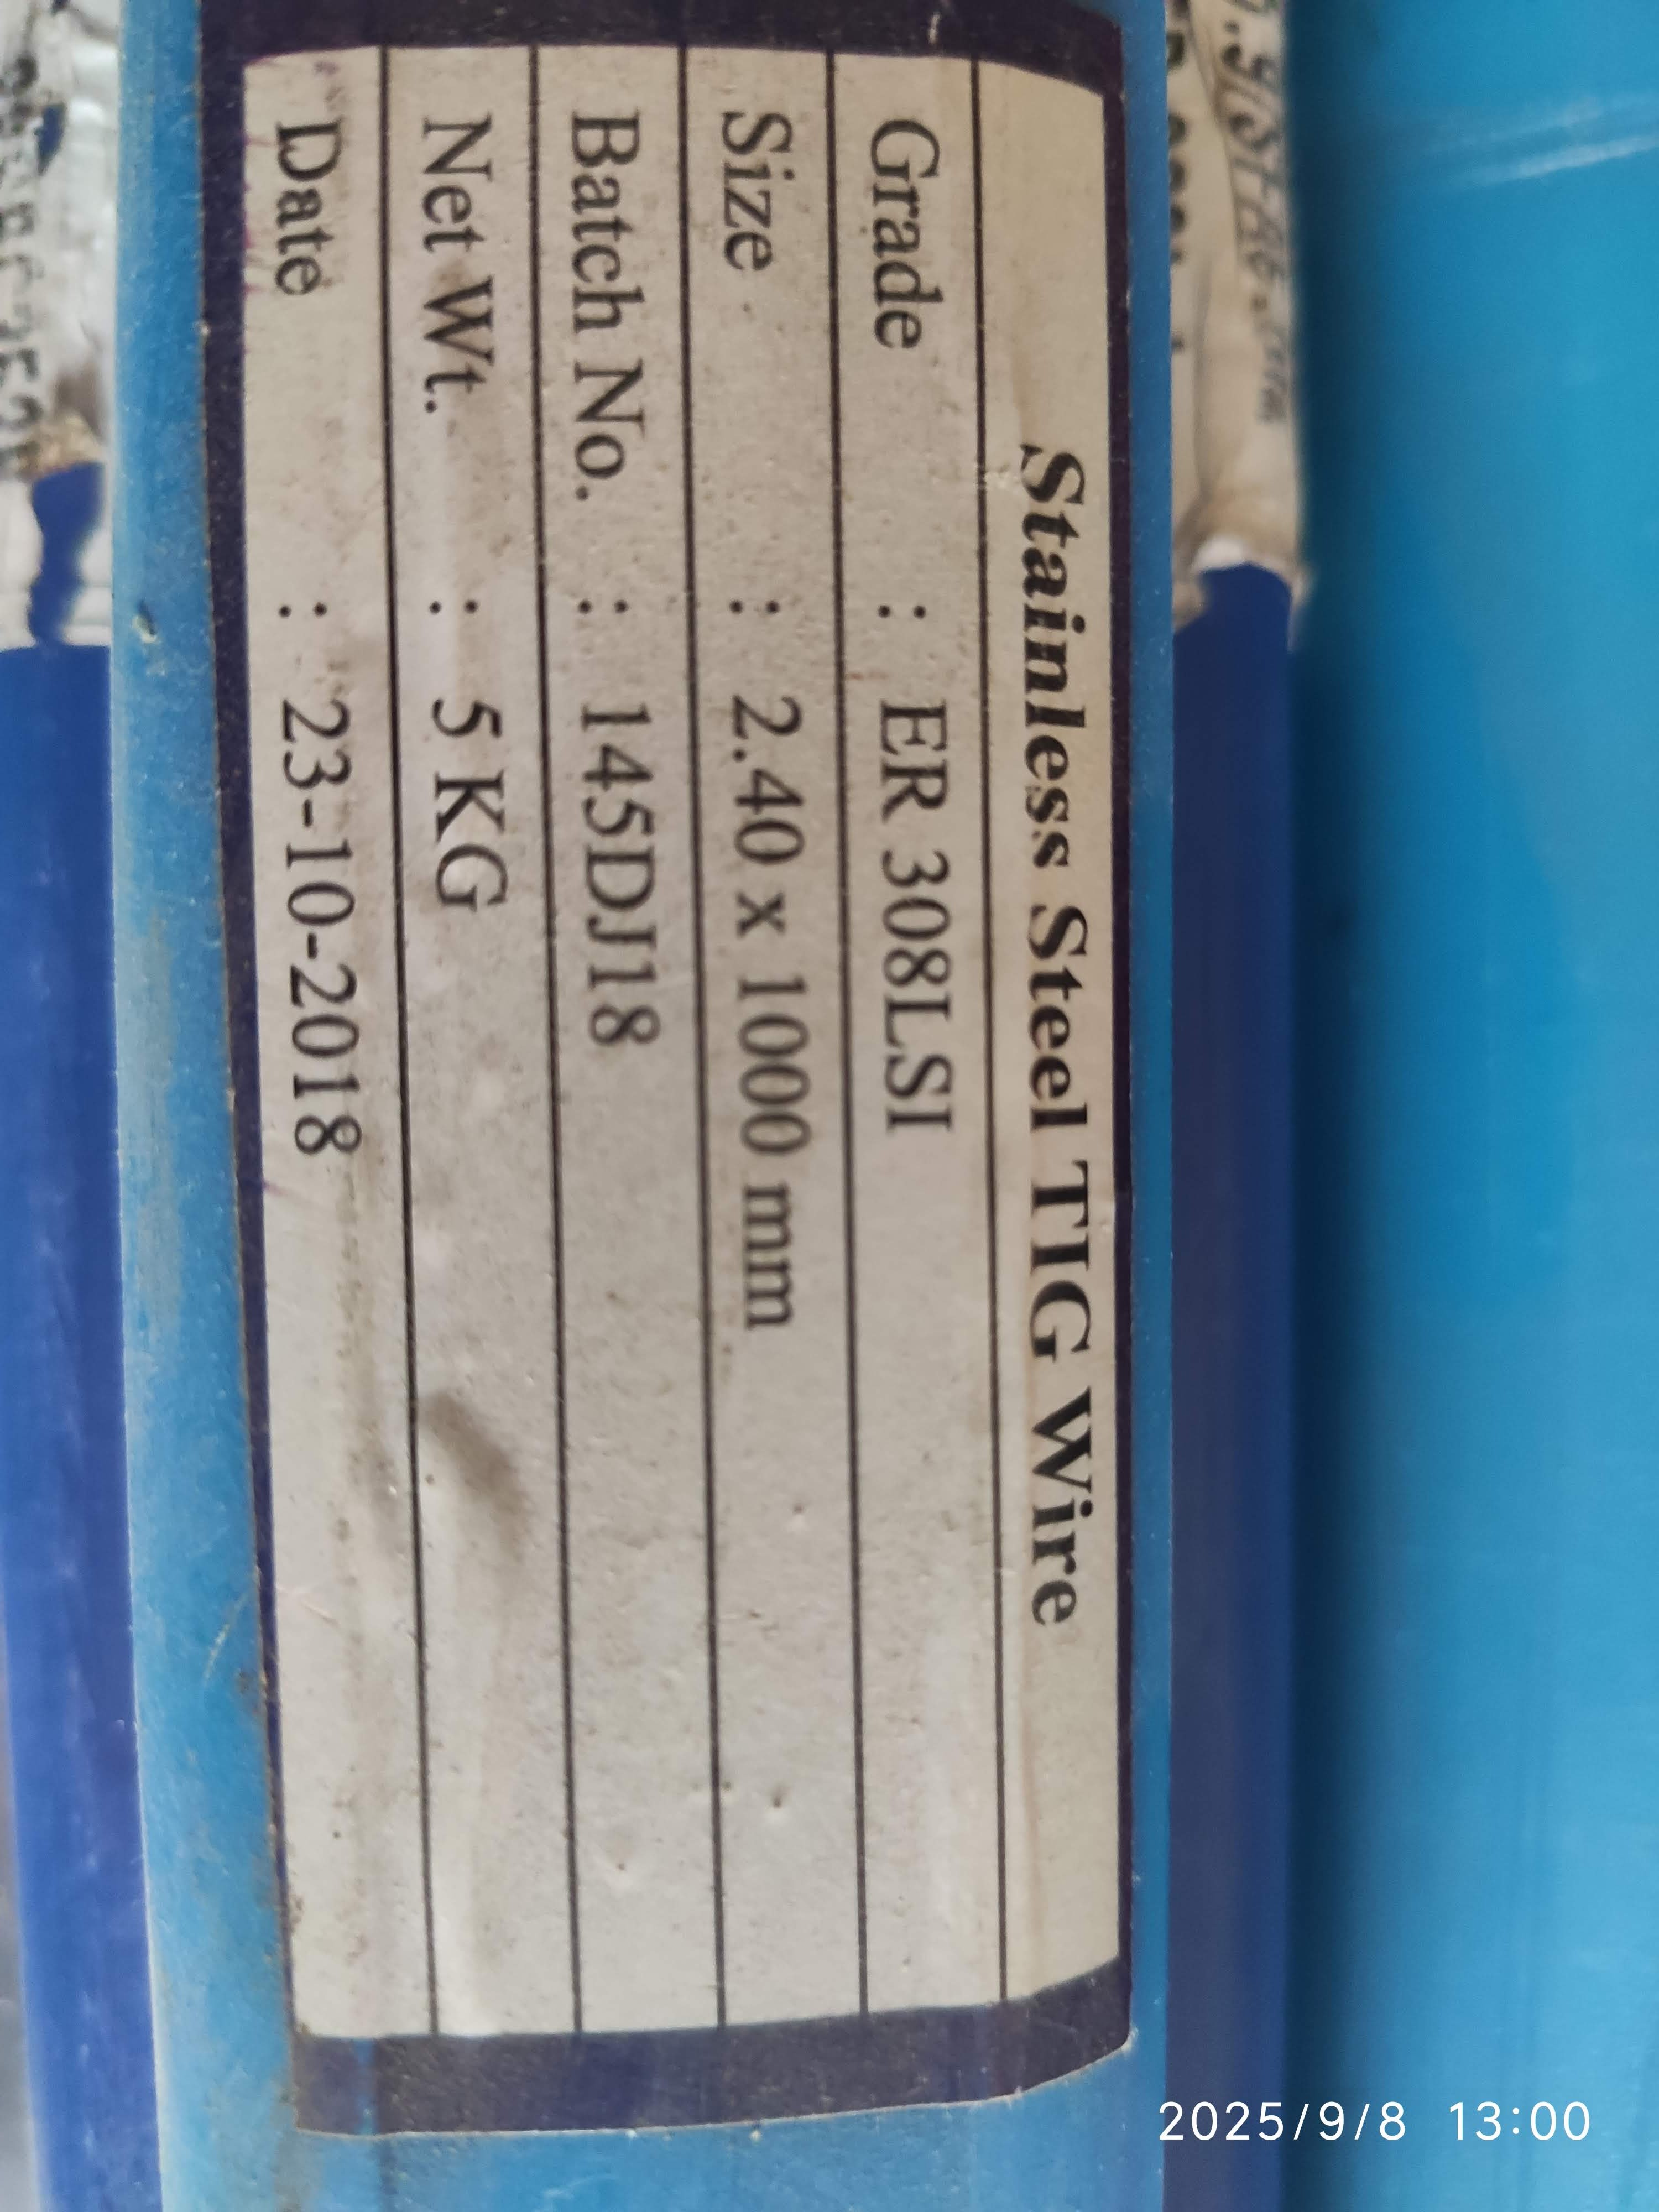 Stainless Steel TIG Wire
Grade : ER 308LSI
Size : 2.40 x 1000 mm
Batch No. : 145DJ18
Net Wt. : 5 KG
Date : 23-10-2018
2025/9/8 13:00